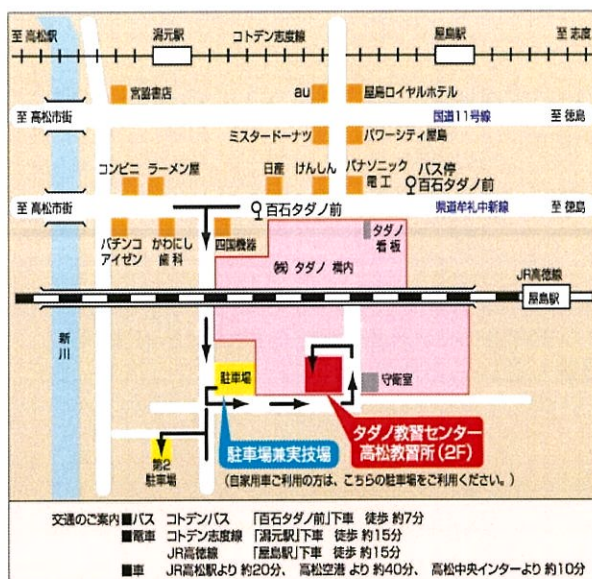 至 高松駅
潟元駅
コトデン志度線
屋島駅
至 志度
宮脇書店
au
屋島ロイヤルホテル
至 高松市街
国道11号線
至 徳島
ミスタードーナツ
パワーシティ屋島
コンビニ
ラーメン屋
日産
けんしん
パナソニック
電工
バス停
百石タダノ前
至 高松市街
百石タダノ前
県道牟礼中新線
至 徳島
パチンコ
アイゼン
かわにし
歯科
四国機器
タダノ
看板
㈱ タダノ 構内
JR高徳線
屋島駅
新川
駐車場
守衛室
駐車場兼実技場
タダノ教習センター
高松教習所(2F)
第2
駐車場
(自家用車ご利用の方は、こちらの駐車場をご利用ください。)
交通のご案内 ■バス コトデンバス 「百石タダノ前」下車 徒歩 約7分
■電車 コトデン志度線 「潟元駅」下車 徒歩 約15分
JR高徳線 「屋島駅」下車 徒歩 約15分
■車 JR高松駅より 約20分、 高松空港 より 約40分、 高松中央インターより 約10分